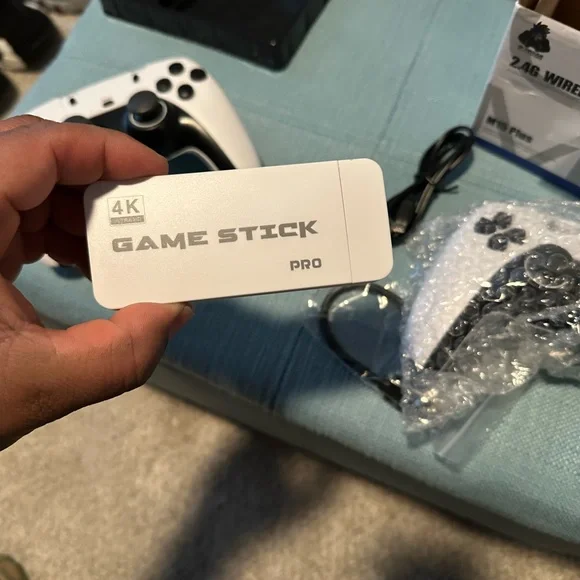 4K
GAME STICK
PRO
2.4G WIRE
M15 Plus